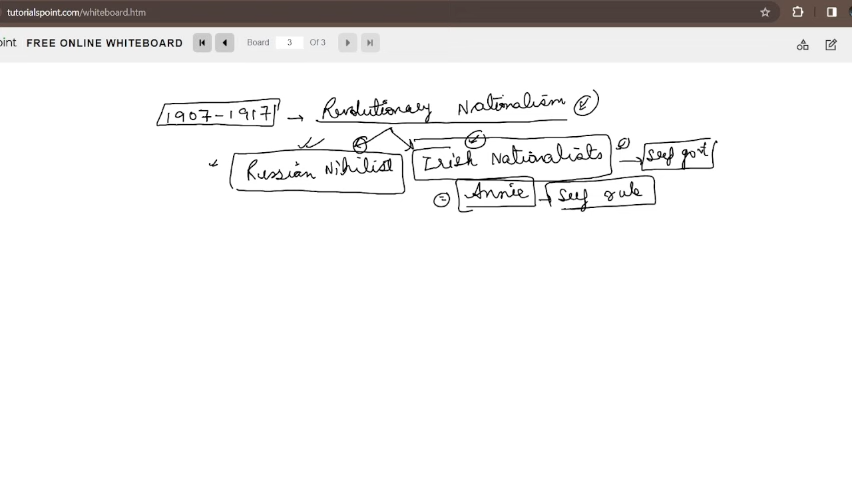 tutorialspoint.com/whiteboard.htm
oint FREE ONLINE WHITEBOARD Board 3 Of 3
1907-1917 → Revolutionary Nationalism
Russian Nihilist Irish Nationalists → Self govt
= Annie → Self rule